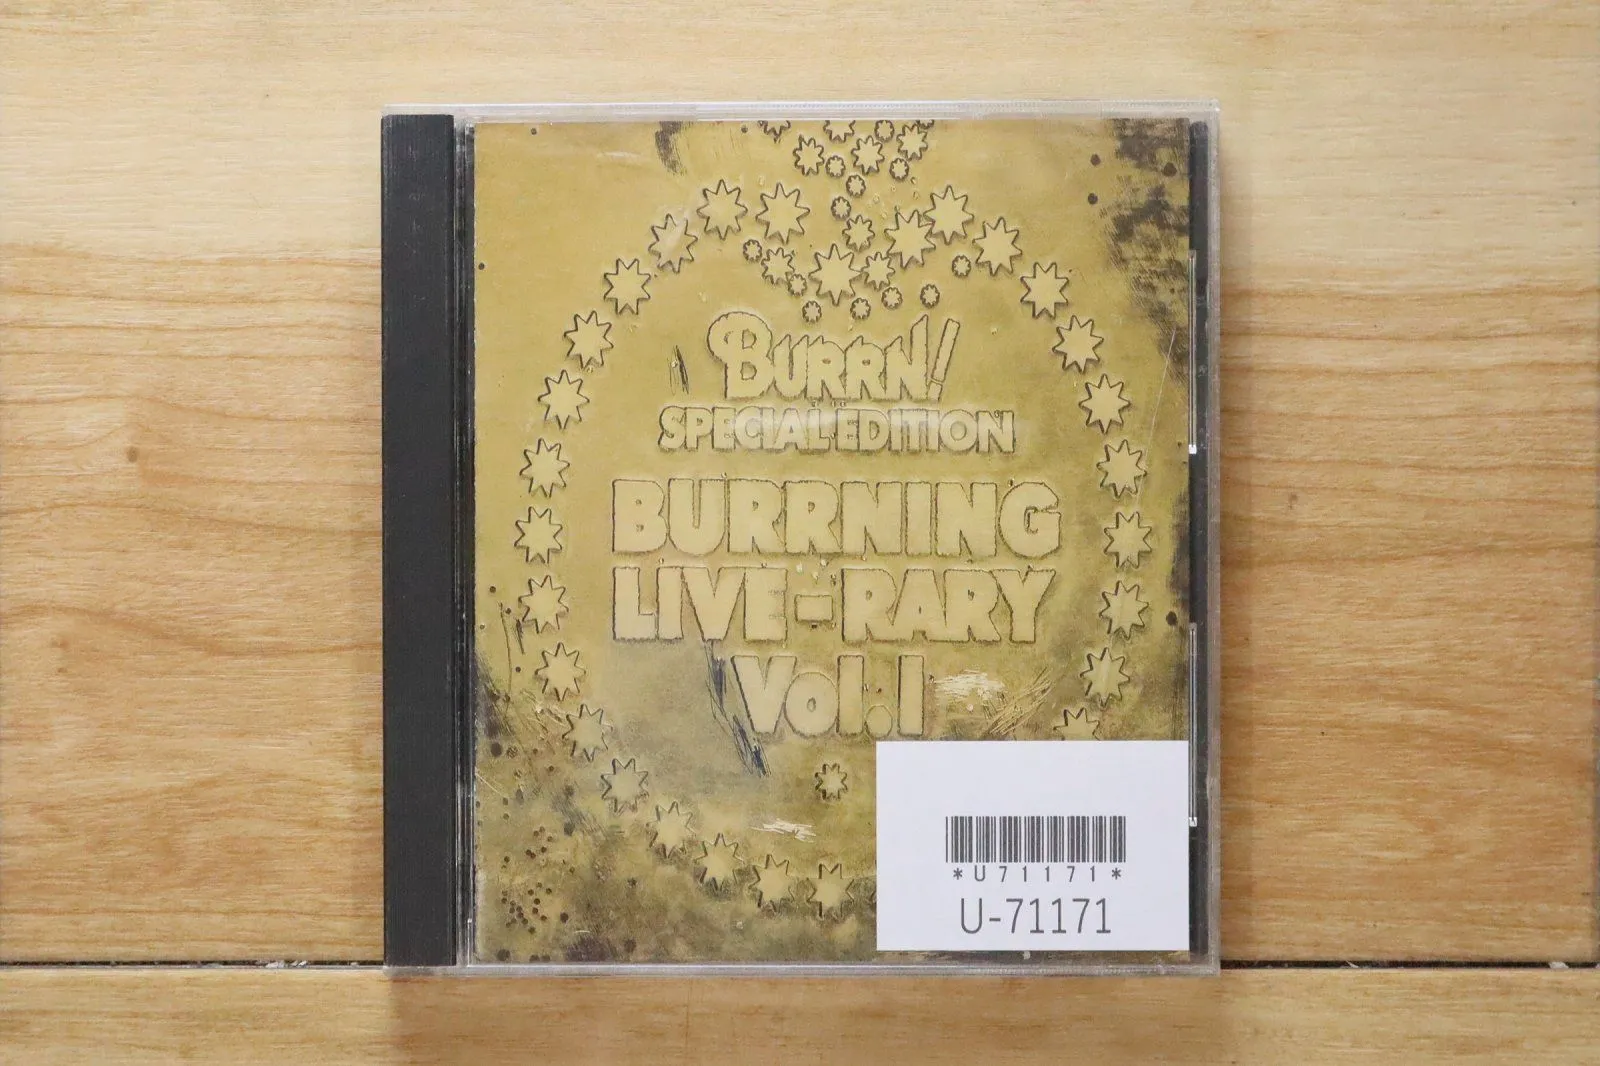 BURRN!
SPECIAL EDITION
BURRNING
LIVE-RARY
Vol.1
*U71171*
U-71171